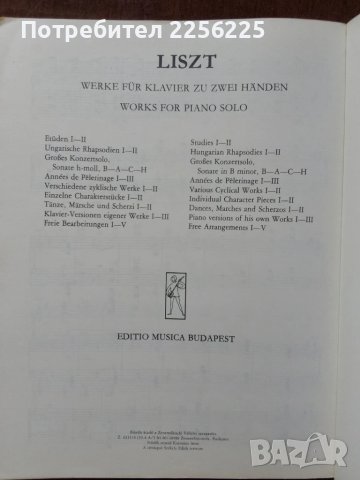 Потребител ОЛЯ
LISZT
WERKE FÜR KLAVIER ZU ZWEI HÄNDEN
WORKS FOR PIANO SOLO
Etüden I—II
Ungarische Rhapsodien I—II
Großes Konzertsolo,
Sonate h-moll, B—A—C—H
Années de Pèlerinage I—III
Verschiedene zyklische Werke I—II
Einzelne Charakterstücke I—II
Tänze, Märsche und Scherzi I—II
Klavier-Versionen eigener Werke I—III
Freie Bearbeitungen I—V
Studies I—II
Hungarian Rhapsodies I—II
Großes Konzertsolo,
Sonate in B minor, B—A—C—H
Années de Pèlerinage I—III
Various Cyclical Works I—II
Individual Character Pieces I—II
Dances, Marches and Scherzos I—II
Piano versions of his own Works I—III
Free Arrangements I—V
EDITIO MUSICA BUDAPEST
bazar